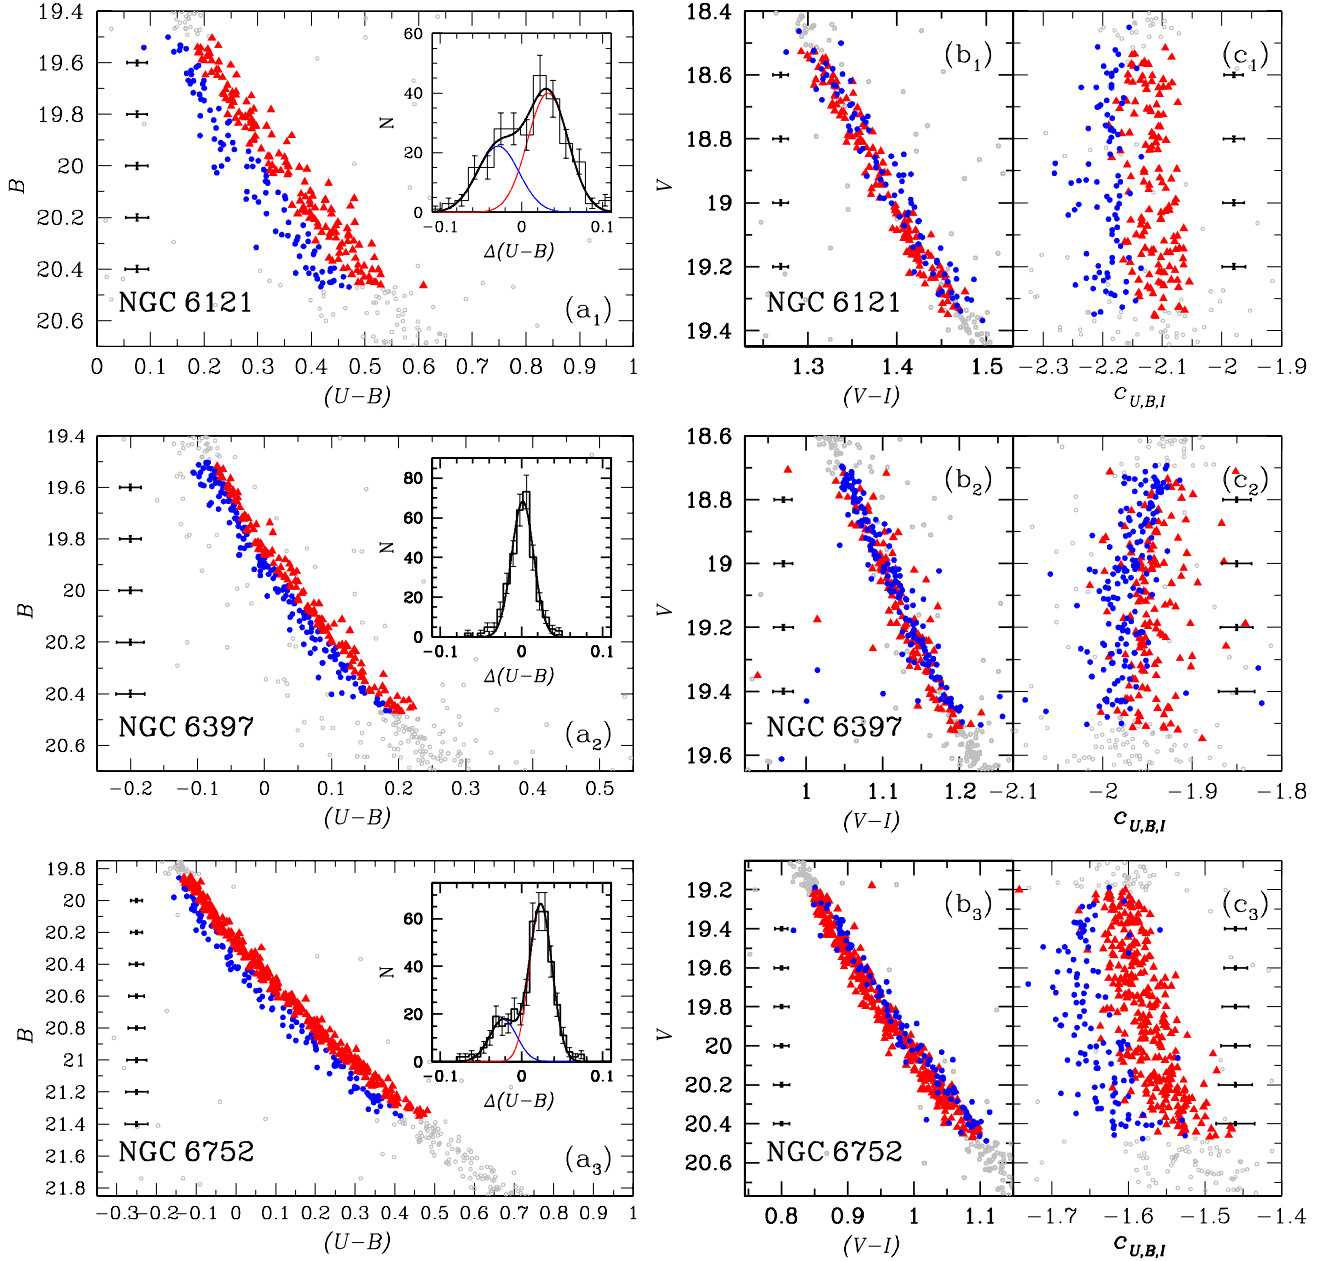 19.4 19.6 19.8 20 20.2 20.4 20.6
B
0 0.1 0.2 0.3 0.4 0.5 0.6 0.7 0.8 0.9 1
(U−B)
NGC 6121
(a1)
60 40 20 0
N
−0.1 0 0.1
Δ(U−B)
18.4 18.6 18.8 19 19.2 19.4
V
1.3 1.4 1.5
(V−I)
NGC 6121
(b1)
(c1)
−2.3 −2.2 −2.1 −2 −1.9
c U,B,I
19.4 19.6 19.8 20 20.2 20.4 20.6
B
−0.2 −0.1 0 0.1 0.2 0.3 0.4 0.5
(U−B)
NGC 6397
(a2)
80 60 40 20 0
N
−0.1 0 0.1
Δ(U−B)
18.6 18.8 19 19.2 19.4 19.6
V
1 1.1 1.2
(V−I)
NGC 6397
(b2)
(c2)
−2.1 −2 −1.9 −1.8
c U,B,I
19.8 20 20.2 20.4 20.6 20.8 21 21.2 21.4 21.6 21.8
B
−0.3 −0.2 −0.1 0 0.1 0.2 0.3 0.4 0.5 0.6 0.7 0.8 0.9 1
(U−B)
NGC 6752
(a3)
60 40 20 0
N
−0.1 0 0.1
Δ(U−B)
19.2 19.4 19.6 19.8 20 20.2 20.4 20.6
V
0.8 0.9 1 1.1
(V−I)
NGC 6752
(b3)
(c3)
−1.7 −1.6 −1.5 −1.4
c U,B,I